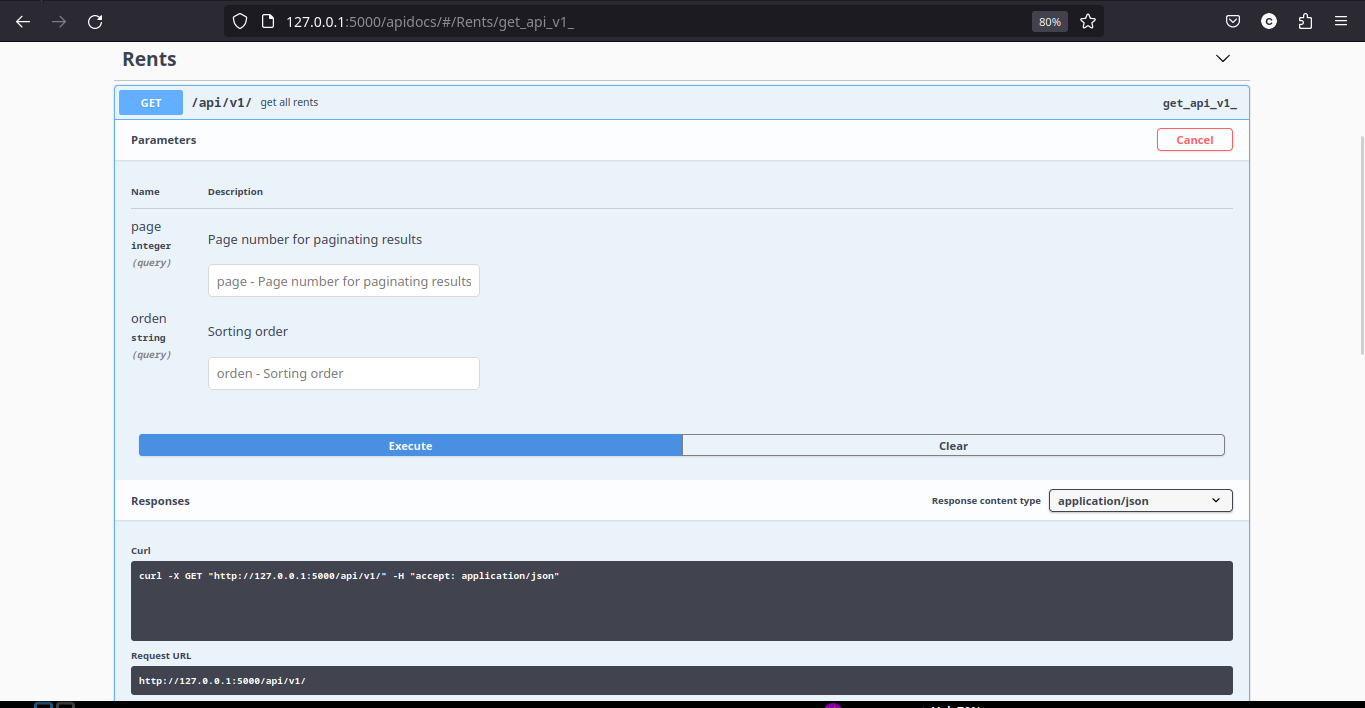 127.0.0.1:5000/apidocs/#/Rents/get_api_v1_ 80% C
Rents
GET /api/v1/ get all rents get_api_v1_
Parameters Cancel
Name Description
page
integer
(query)
Page number for paginating results
page - Page number for paginating results
orden
string
(query)
Sorting order
orden - Sorting order
Execute Clear
Responses Response content type application/json
Curl
curl -X GET "http://127.0.0.1:5000/api/v1/" -H "accept: application/json"
Request URL
http://127.0.0.1:5000/api/v1/